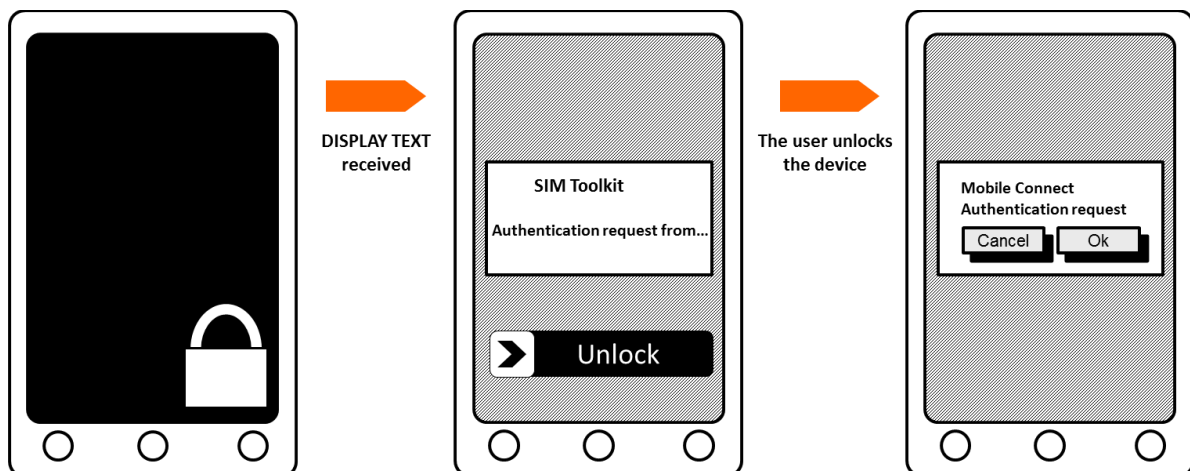 DISPLAY TEXT
received
SIM Toolkit
Authentication request from...
Unlock
The user unlocks
the device
Mobile Connect
Authentication request
Cancel
Ok